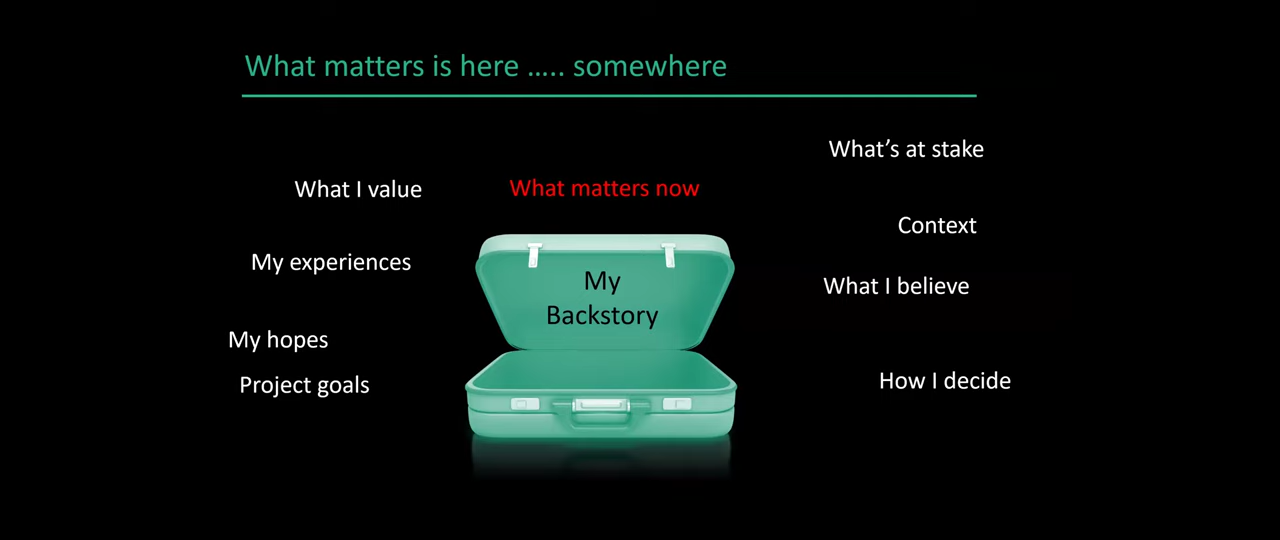 What matters is here ..... somewhere
What's at stake
What I value
What matters now
Context
My experiences
My
Backstory
What I believe
My hopes
Project goals
How I decide